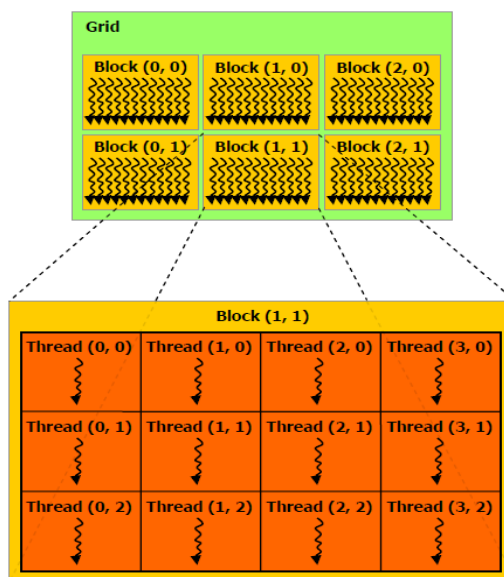 Grid
Block (0, 0) Block (1, 0) Block (2, 0)
Block (0, 1) Block (1, 1) Block (2, 1)
Block (1, 1)
Thread (0, 0) Thread (1, 0) Thread (2, 0) Thread (3, 0)
Thread (0, 1) Thread (1, 1) Thread (2, 1) Thread (3, 1)
Thread (0, 2) Thread (1, 2) Thread (2, 2) Thread (3, 2)